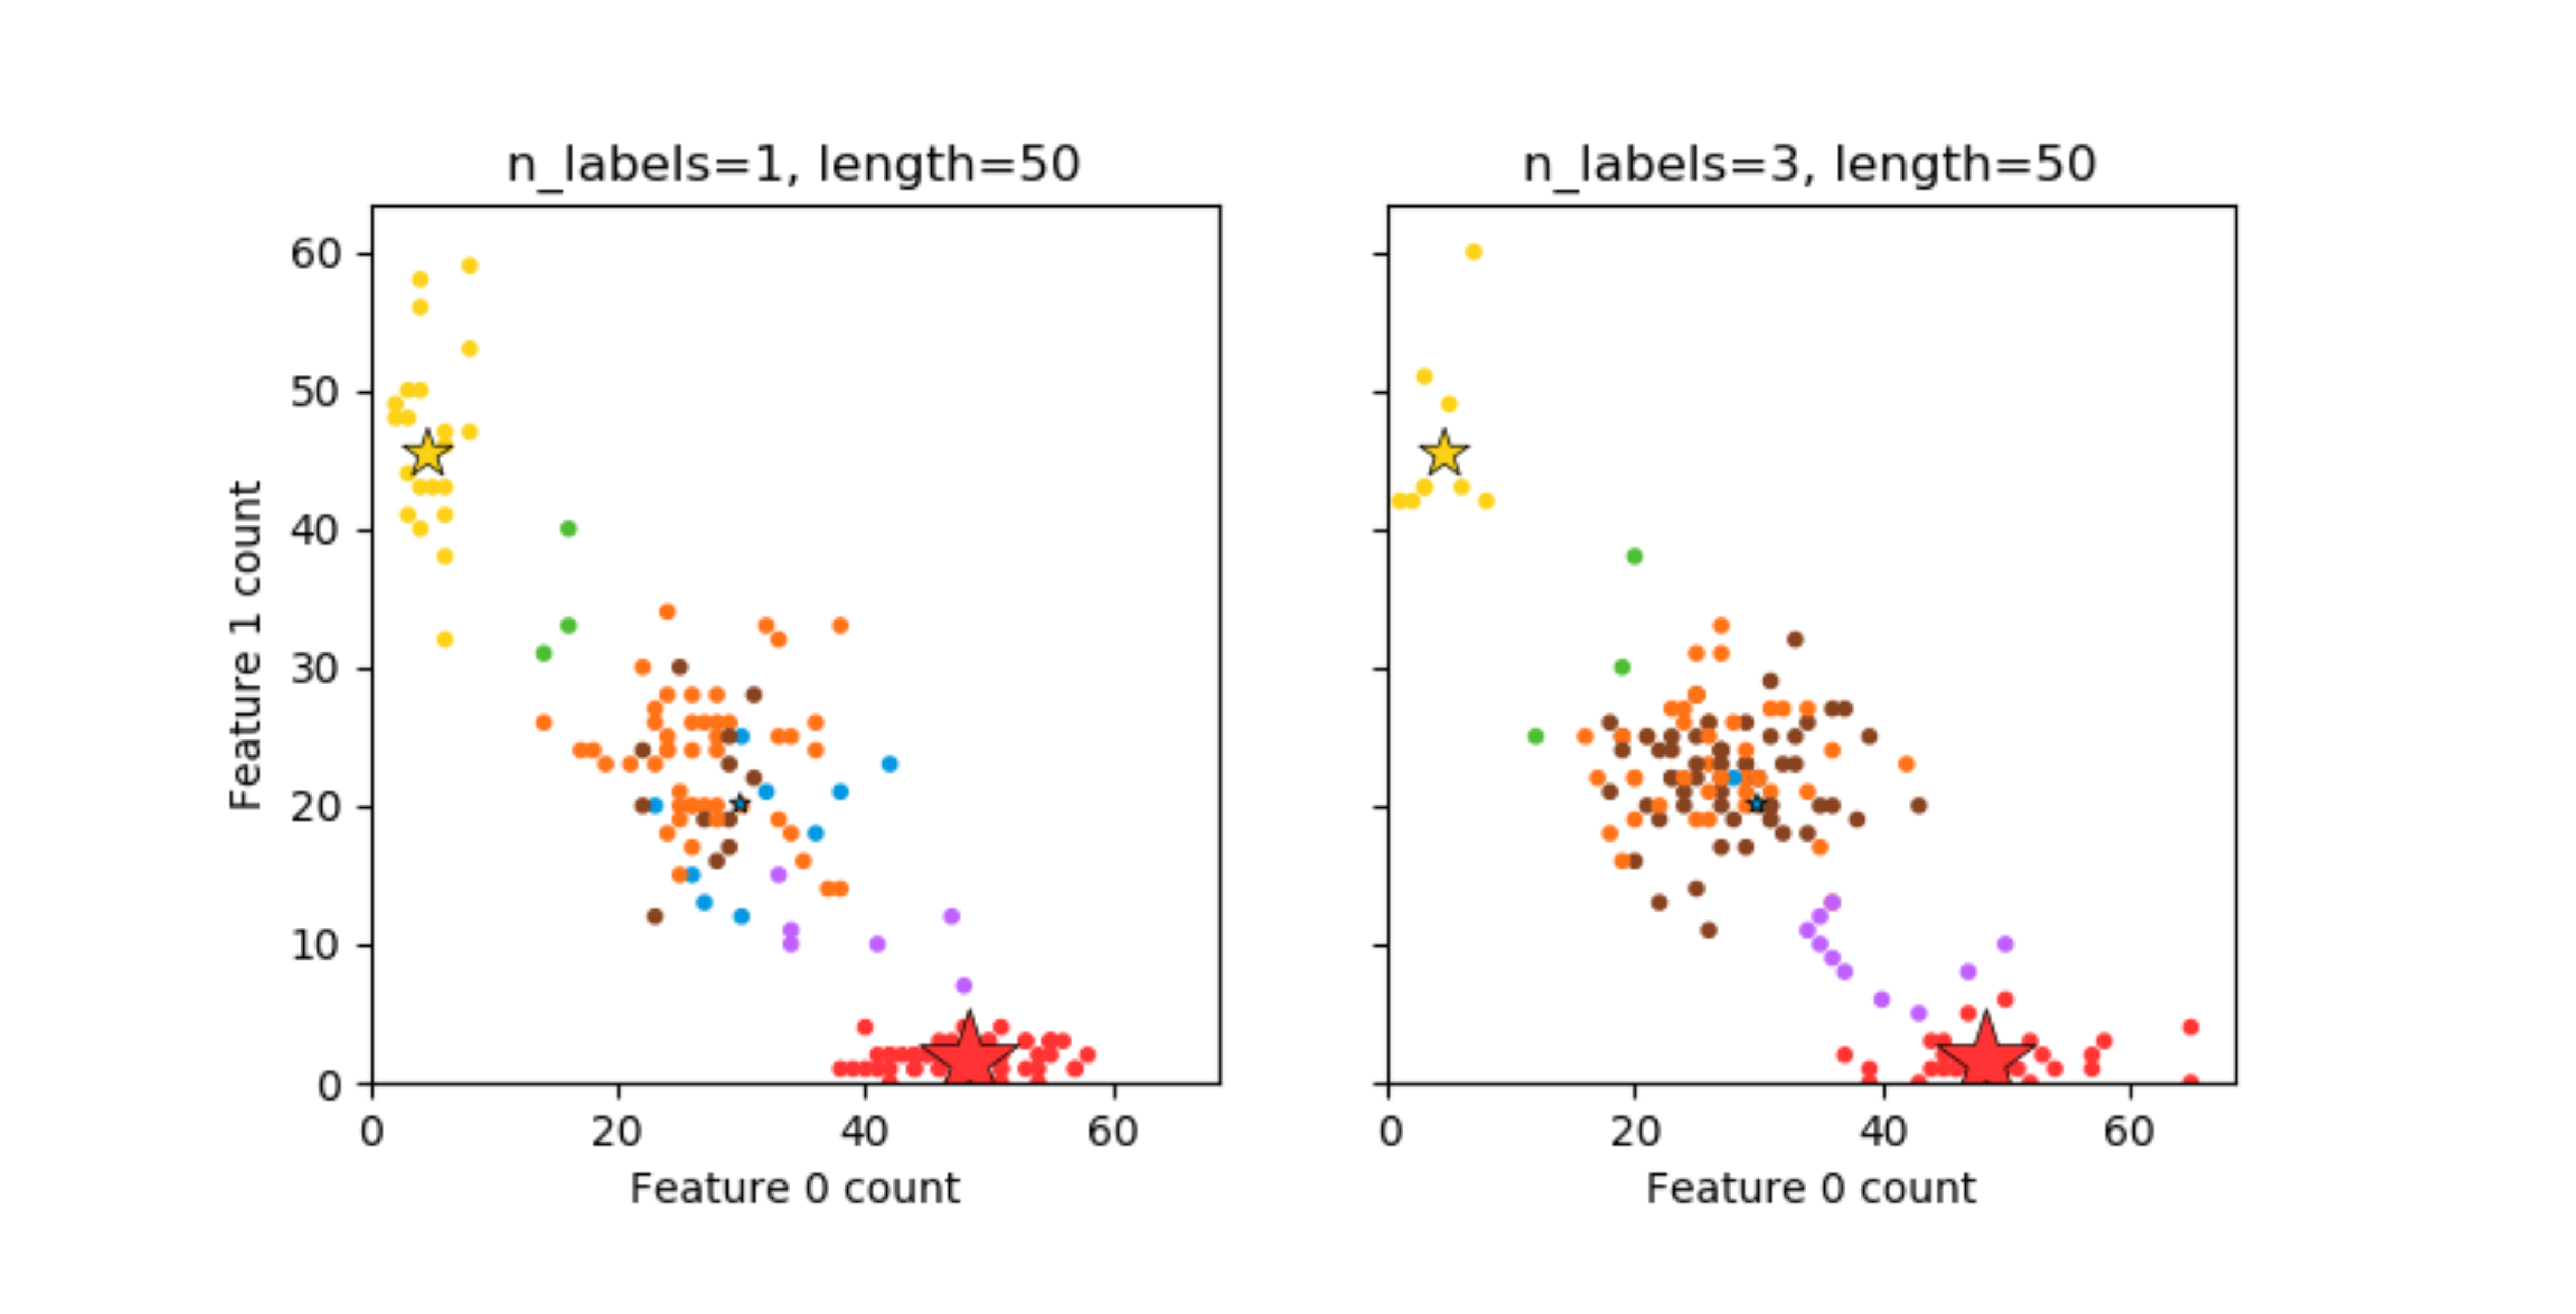 n_labels=1, length=50
n_labels=3, length=50
Feature 1 count
60
50
40
30
20
10
0
0 20 40 60
0 20 40 60
Feature 0 count
Feature 0 count